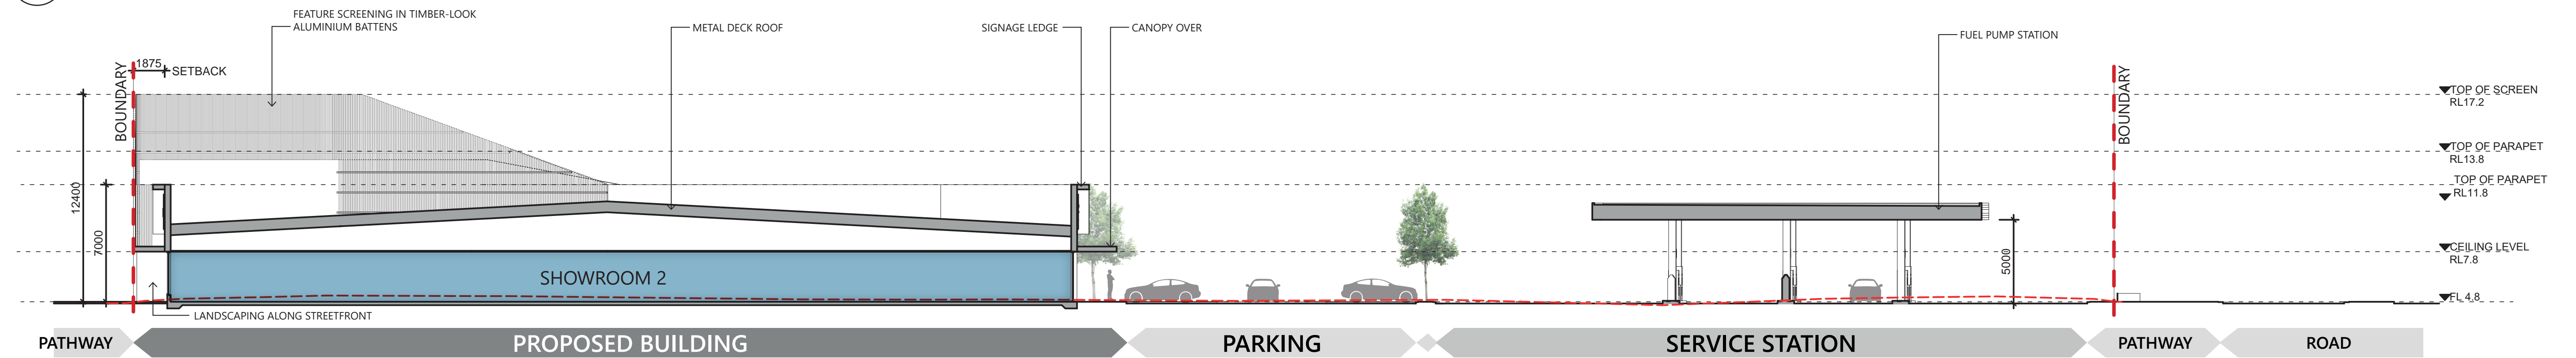 FEATURE SCREENING IN TIMBER-LOOK
ALUMINIUM BATTENS
METAL DECK ROOF
SIGNAGE LEDGE
CANOPY OVER
FUEL PUMP STATION
1875
SETBACK
BOUNDARY
BOUNDARY
TOP OF SCREEN
RL17.2
TOP OF PARAPET
RL13.8
TOP OF PARAPET
RL11.8
12400
7000
5000
CEILING LEVEL
RL7.8
SHOWROOM 2
FL 4.8
LANDSCAPING ALONG STREETFRONT
PATHWAY
PROPOSED BUILDING
PARKING
SERVICE STATION
PATHWAY
ROAD